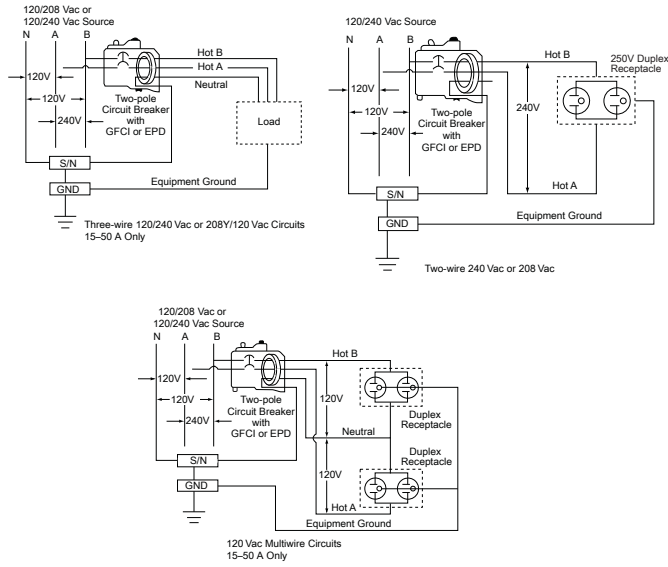 120/208 Vac or
120/240 Vac Source
N A B
Hot B
Hot A
Neutral
120V
120V
240V
Two-pole
Circuit Breaker
with
GFCI or EPD
Load
S/N
GND
Equipment Ground
Three-wire 120/240 Vac or 208Y/120 Vac Circuits
15–50 A Only
120/240 Vac Source
N A B
Hot B
250V Duplex
Receptacle
120V
120V
240V
Two-pole
Circuit Breaker
with
GFCI or EPD
240V
Hot A
S/N
GND
Equipment Ground
Two-wire 240 Vac or 208 Vac
120/208 Vac or
120/240 Vac Source
N A B
Hot B
120V
120V
240V
Two-pole
Circuit Breaker
with
GFCI or EPD
120V
Duplex
Receptacle
Neutral
Duplex
Receptacle
120V
S/N
GND
Hot A
Equipment Ground
120 Vac Multiwire Circuits
15–50 A Only